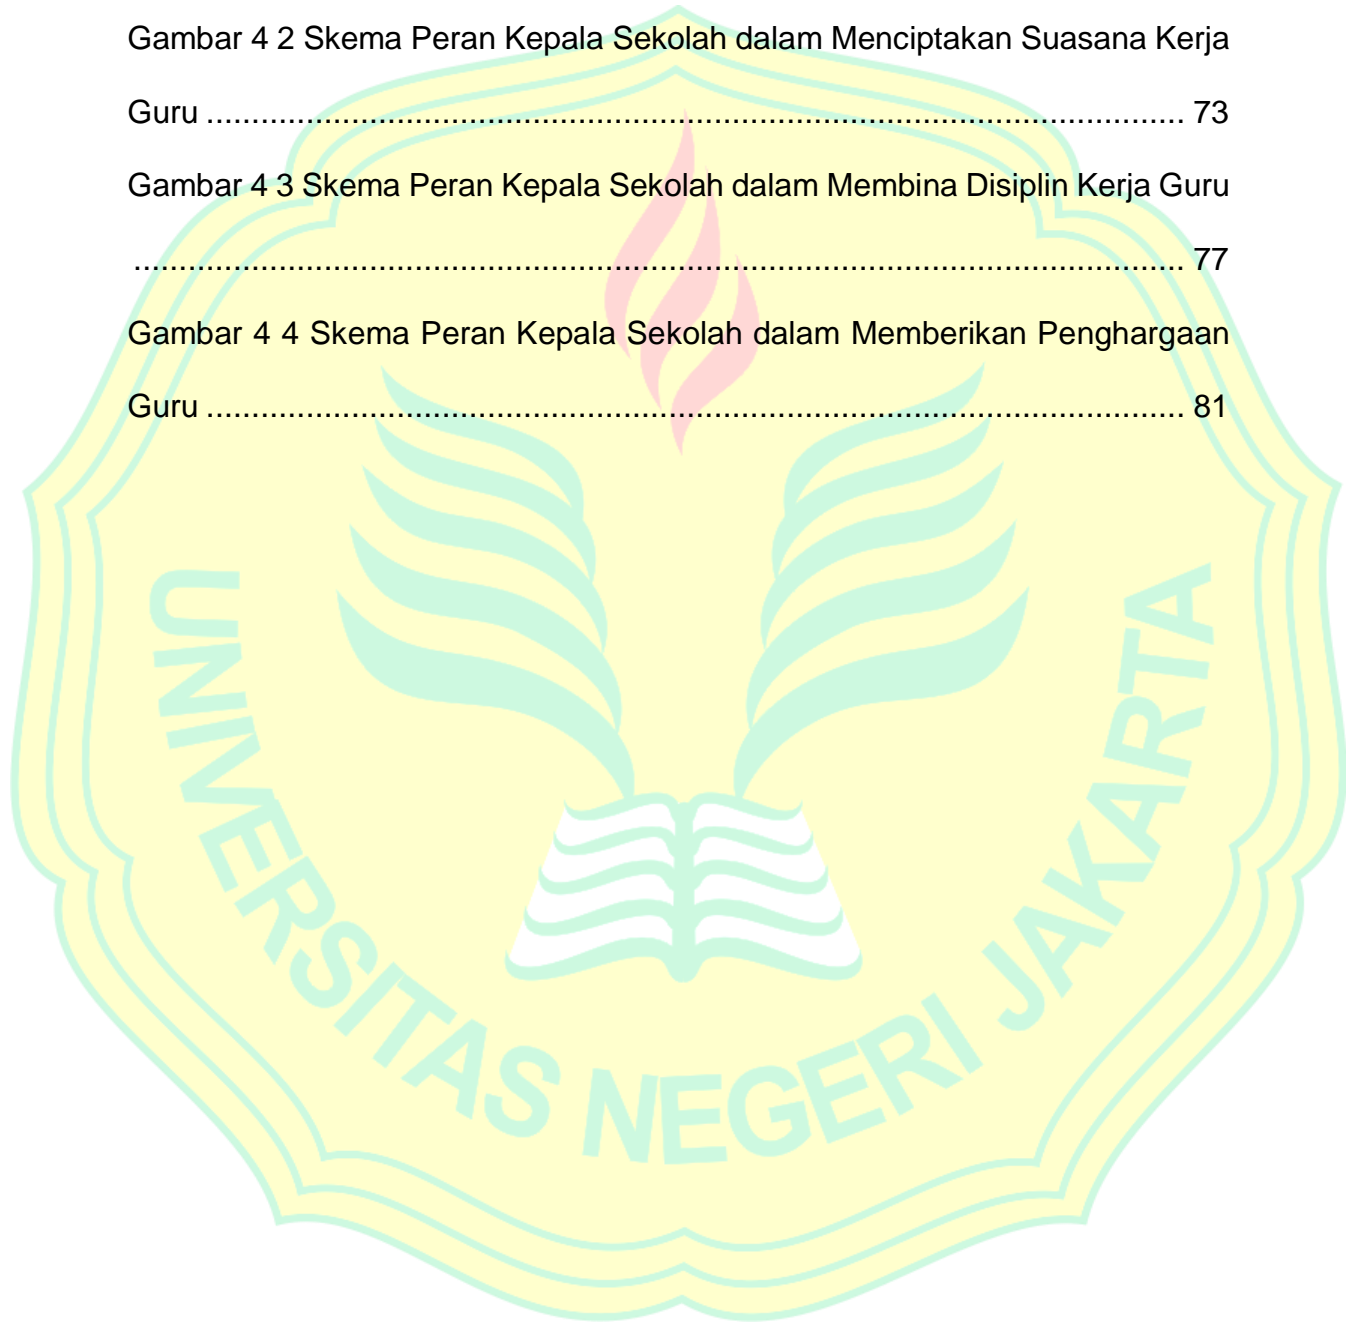 Gambar 4 2 Skema Peran Kepala Sekolah dalam Menciptakan Suasana Kerja
Guru ............................................................................................................ 73
Gambar 4 3 Skema Peran Kepala Sekolah dalam Membina Disiplin Kerja Guru
.................................................................................................................... 77
Gambar 4 4 Skema Peran Kepala Sekolah dalam Memberikan Penghargaan
Guru ............................................................................................................ 81
UNIVERSITAS NEGERI JAKARTA